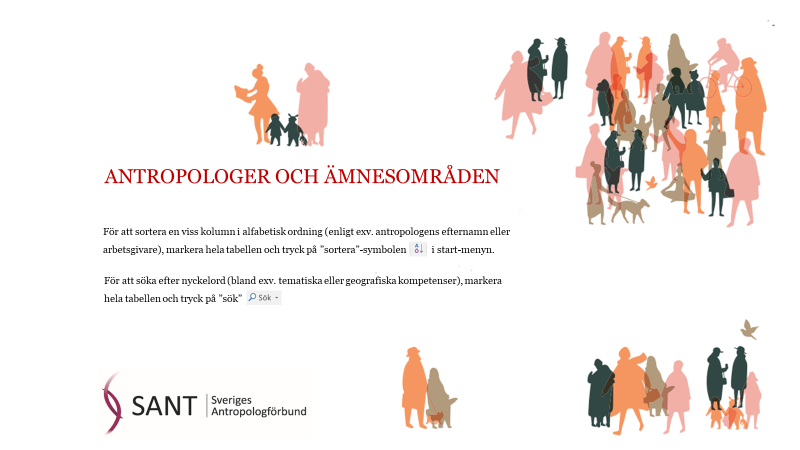 ANTROPOLOGER OCH ÄMNESOMRÅDEN
För att sortera en viss kolumn i alfabetisk ordning (enligt exv. antropologens efternamn eller
arbetsgivare), markera hela tabellen och tryck på "sortera"-symbolen AÖ↓ i start-menyn.
För att söka efter nyckelord (bland exv. tematiska eller geografiska kompetenser), markera
hela tabellen och tryck på "sök" Sök
SANT
Sveriges
Antropologförbund